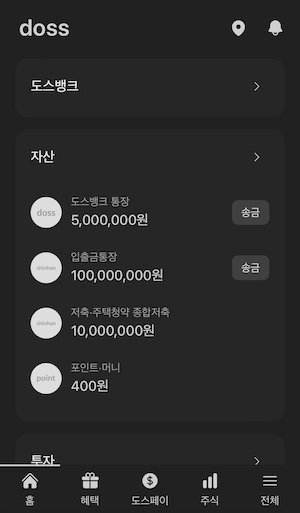 doss
도스뱅크
자산
doss
도스뱅크 통장
5,000,000원
송금
shinhan
입출금통장
100,000,000원
송금
shinhan
저축·주택청약 종합저축
10,000,000원
point
포인트·머니
400원
투자
홈
혜택
도스페이
주식
전체